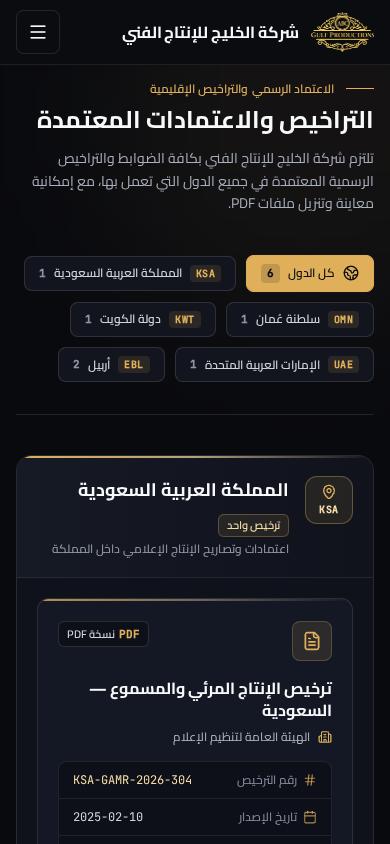 ABC
GULF PRODUCTIONS
شركة الخليج للإنتاج الفني
الاعتماد الرسمي والتراخيص الإقليمية
التراخيص والاعتمادات المعتمدة
تلتزم شركة الخليج للإنتاج الفني بكافة الضوابط والتراخيص
الرسمية المعتمدة في جميع الدول التي تعمل بها، مع إمكانية
معاينة وتنزيل ملفات PDF.
كل الدول 6
KSA المملكة العربية السعودية 1
OMN سلطنة عُمان 1
KWT دولة الكويت 1
UAE الإمارات العربية المتحدة 1
EBL أربيل 2
KSA
المملكة العربية السعودية
ترخيص واحد
اعتمادات وتصاريح الإنتاج الإعلامي داخل المملكة
PDF نسخة PDF
ترخيص الإنتاج المرئي والمسموع —
السعودية
الهيئة العامة لتنظيم الإعلام
رقم الترخيص KSA-GAMR-2026-304
تاريخ الإصدار 2025-02-10